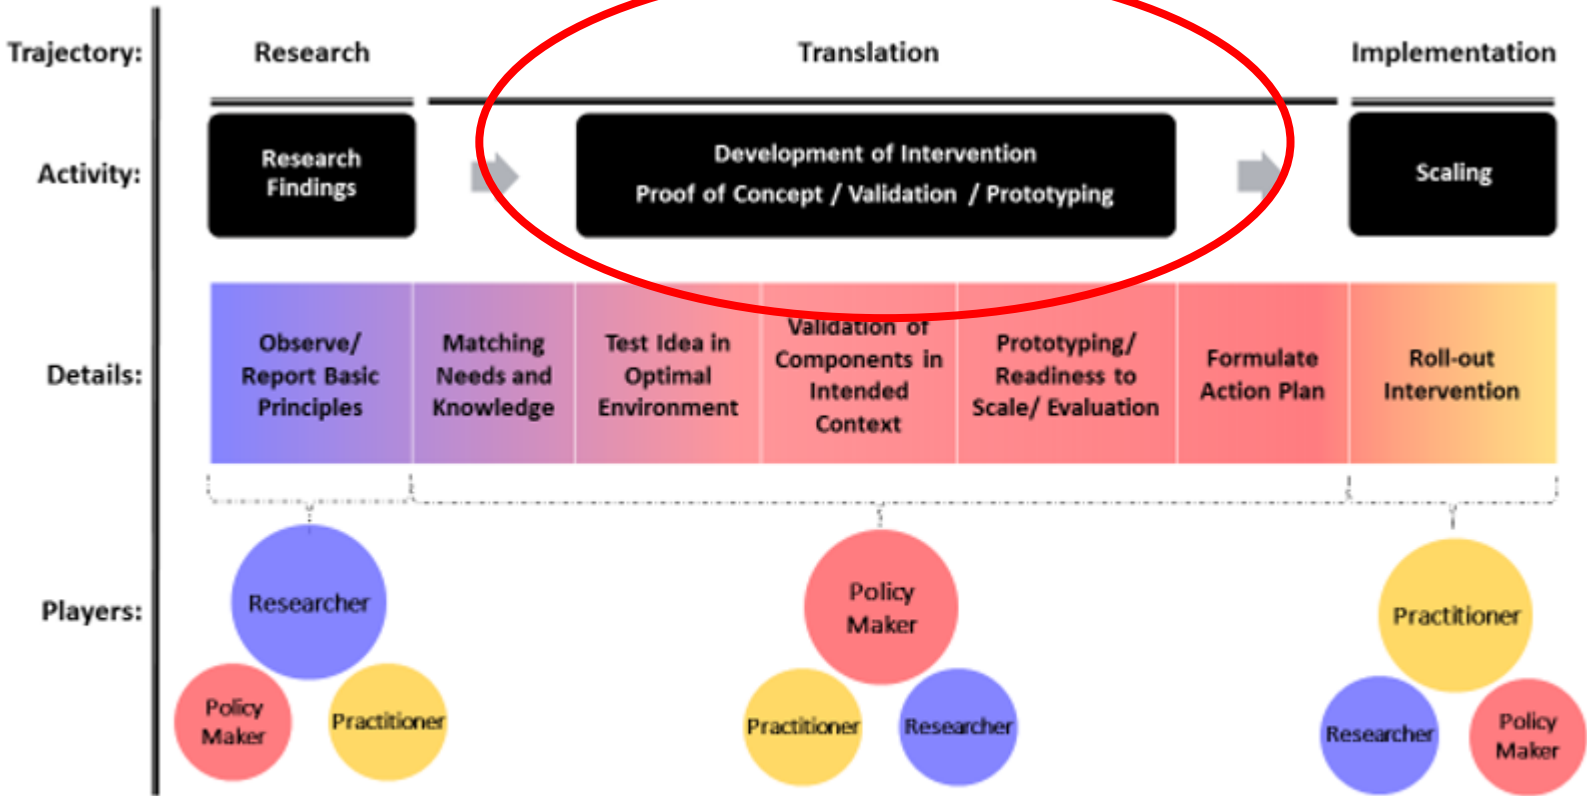 Trajectory:
Research
Translation
Implementation
Activity:
Research
Findings
Development of Intervention
Proof of Concept / Validation / Prototyping
Scaling
Details:
Observe/
Report Basic
Principles
Matching
Needs and
Knowledge
Test Idea in
Optimal
Environment
Validation of
Components in
Intended
Context
Prototyping/
Readiness to
Scale/ Evaluation
Formulate
Action Plan
Roll-out
Intervention
Players:
Researcher
Policy
Maker
Practitioner
Policy
Maker
Practitioner
Researcher
Practitioner
Researcher
Policy
Maker